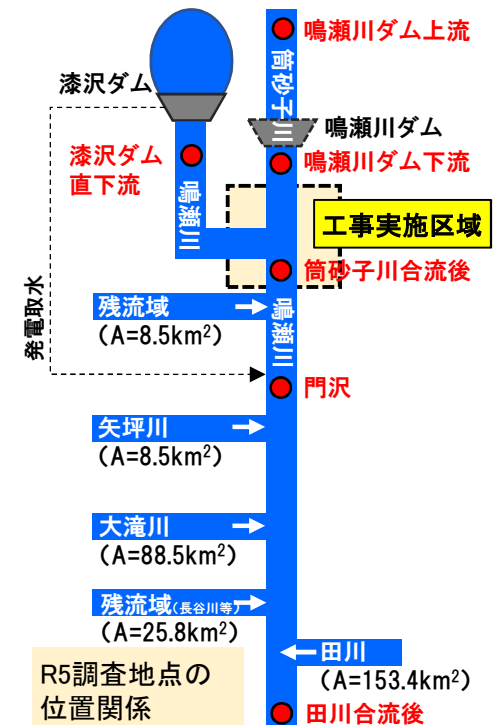 鳴瀬川ダム上流
筒砂子川
漆沢ダム
鳴瀬川ダム
漆沢ダム
直下流
鳴瀬川ダム下流
鳴瀬川
工事実施区域
筒砂子川合流後
発電取水
残流域
(A=8.5km²)
鳴瀬川
門沢
矢坪川
(A=8.5km²)
大滝川
(A=88.5km²)
残流域(長谷川等)
(A=25.8km²)
田川
(A=153.4km²)
R5調査地点の
位置関係
田川合流後